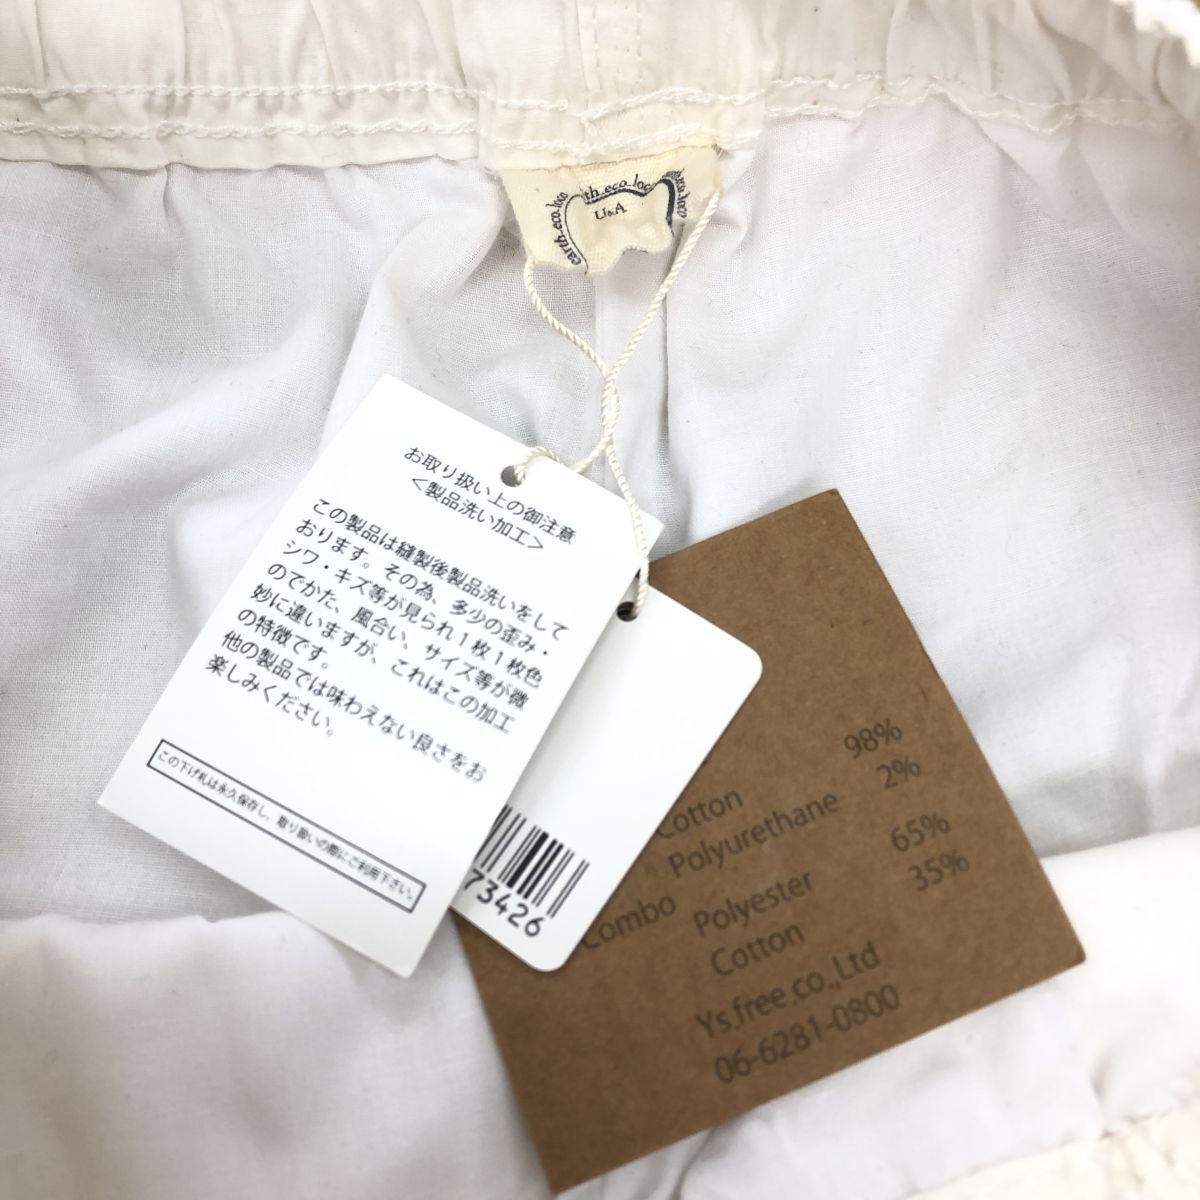 earth_eco_loco
U&A
お取り扱い上の御注意
<製品洗い加工>
この製品は縫製後製品洗いをして
おります。その為、多少の歪み・
シワ・キズ等が見られ1枚1枚色
のでかた、風合い、サイズ等が微
妙に違いますが、これはこの加工
の特徴です。
他の製品では味わえない良さをお
楽しみください。
この下げ札は永久保存し、取り扱いの際にご利用下さい。
73426
98%
Cotton 2%
Polyurethane
65%
Combo Polyester 35%
Cotton
Ys.free.co.,Ltd
06-6281-0800